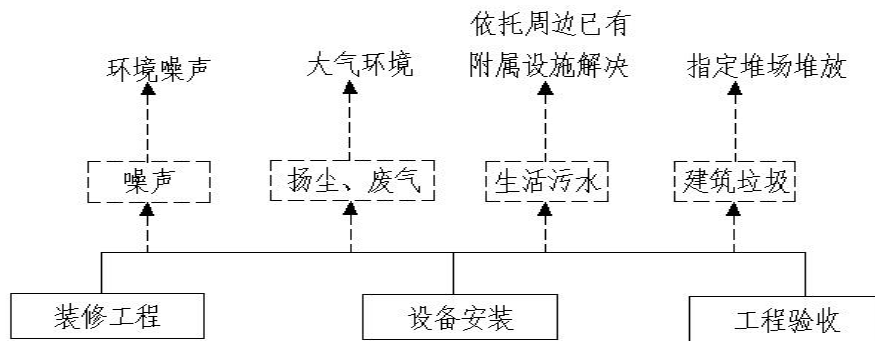 依托周边已有
环境噪声 大气环境 附属设施解决 指定堆场堆放
噪声 扬尘、废气 生活污水 建筑垃圾
装修工程 设备安装 工程验收